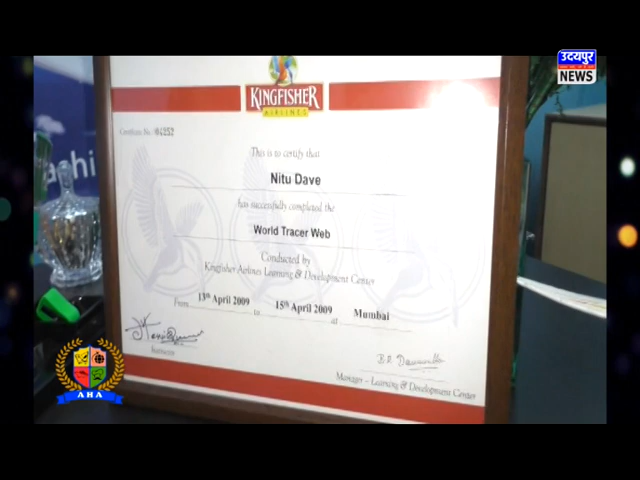 उदयपुर
NEWS
KINGFISHER
AIRLINES
Certificate No 04252
This is to certify that
Nitu Dave
has successfully completed the
World Tracer Web
Conducted by
Kingfisher Airlines Learning & Development Center
From 13th April 2009 to 15th April 2009 at Mumbai
Instructor
Manager - Learning & Development Center
AHA